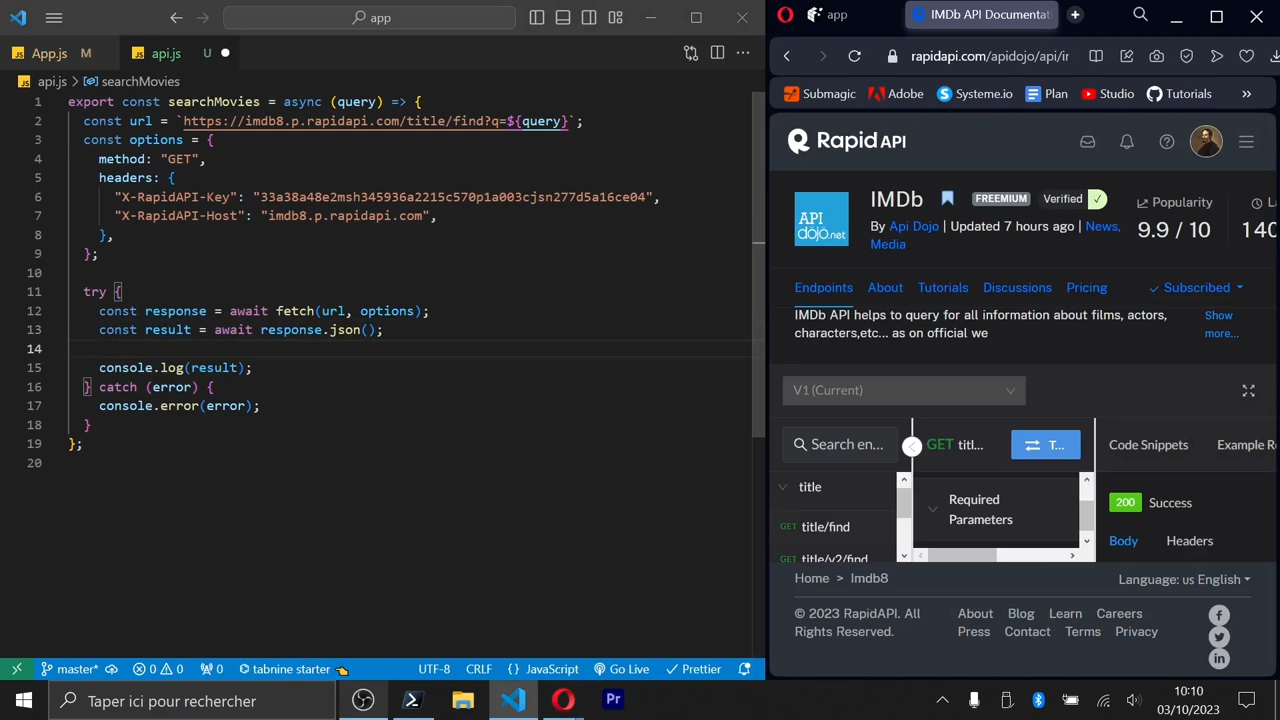 app
App.js M
api.js U
api.js > searchMovies
1 export const searchMovies = async (query) => {
2 const url = `https://imdb8.p.rapidapi.com/title/find?q=${query}`;
3 const options = {
4 method: "GET",
5 headers: {
6 "X-RapidAPI-Key": "33a38a48e2msh345936a2215c570p1a003cjsn277d5a16ce04",
7 "X-RapidAPI-Host": "imdb8.p.rapidapi.com",
8 },
9 };
10
11 try {
12 const response = await fetch(url, options);
13 const result = await response.json();
14
15 console.log(result);
16 } catch (error) {
17 console.error(error);
18 }
19 };
20
master* 0 0 0 tabnine starter UTF-8 CRLF {} JavaScript Go Live Prettier
app
IMDb API Documentat
rapidapi.com/apidojo/api/ir
Submagic Adobe Systeme.io Plan Studio Tutorials »
Rapid API
API
dojo.net
IMDb FREEMIUM Verified Popularity L
By Api Dojo | Updated 7 hours ago | News, 9.9 / 10 140
Media
Endpoints About Tutorials Discussions Pricing Subscribed
IMDb API helps to query for all information about films, actors, Show
characters,etc... as on official we more...
V1 (Current)
Search en... GET titl... T... Code Snippets Example Re
title
Required
Parameters
200 Success
GET title/find
Body Headers
GET title/v2/find
Home > Imdb8 Language: us English
© 2023 RapidAPI. All About Blog Learn Careers
Rights Reserved. Press Contact Terms Privacy
Taper ici pour rechercher
Pr
10:10
03/10/2023